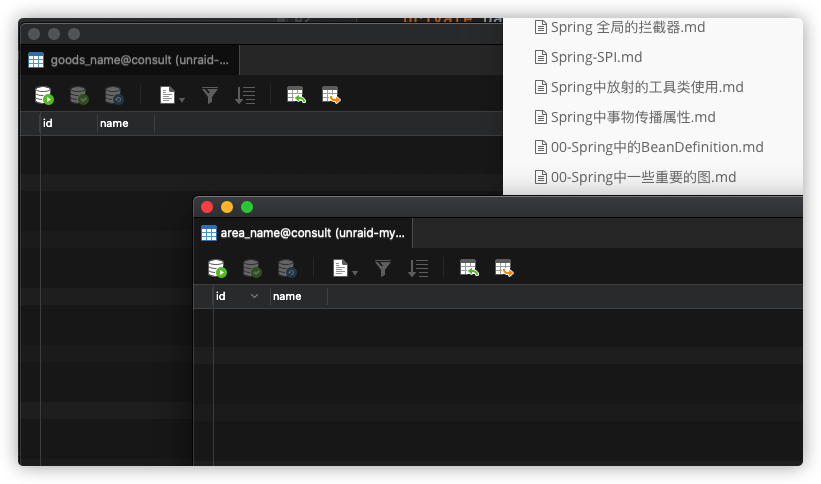 Spring 全局的拦截器.md
goods_name@consult (unraid-...
Spring-SPI.md
Spring中放射的工具类使用.md
Spring中事物传播属性.md
id name
00-Spring中的BeanDefinition.md
00-Spring中一些重要的图.md
area_name@consult (unraid-my...
id name